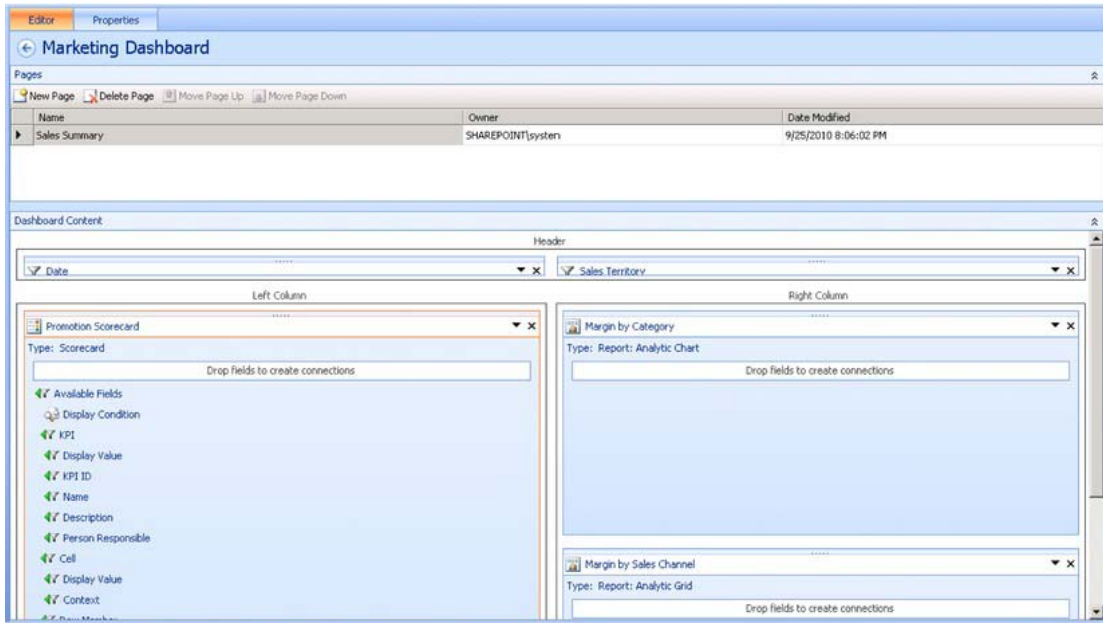 Editor Properties
Marketing Dashboard
Pages
New Page Delete Page Move Page Up Move Page Down
Name Owner Date Modified
Sales Summary SHAREPOINT\system 9/25/2010 8:06:02 PM
Dashboard Content
Header
Date Sales Territory
Left Column Right Column
Promotion Scorecard Margin by Category
Type: Scorecard Type: Report: Analytic Chart
Drop fields to create connections Drop fields to create connections
Available Fields
Display Condition
KPI
Display Value
KPI ID
Name
Description
Person Responsible
Cell
Margin by Sales Channel
Display Value
Type: Report: Analytic Grid
Context
Drop fields to create connections
Row Member